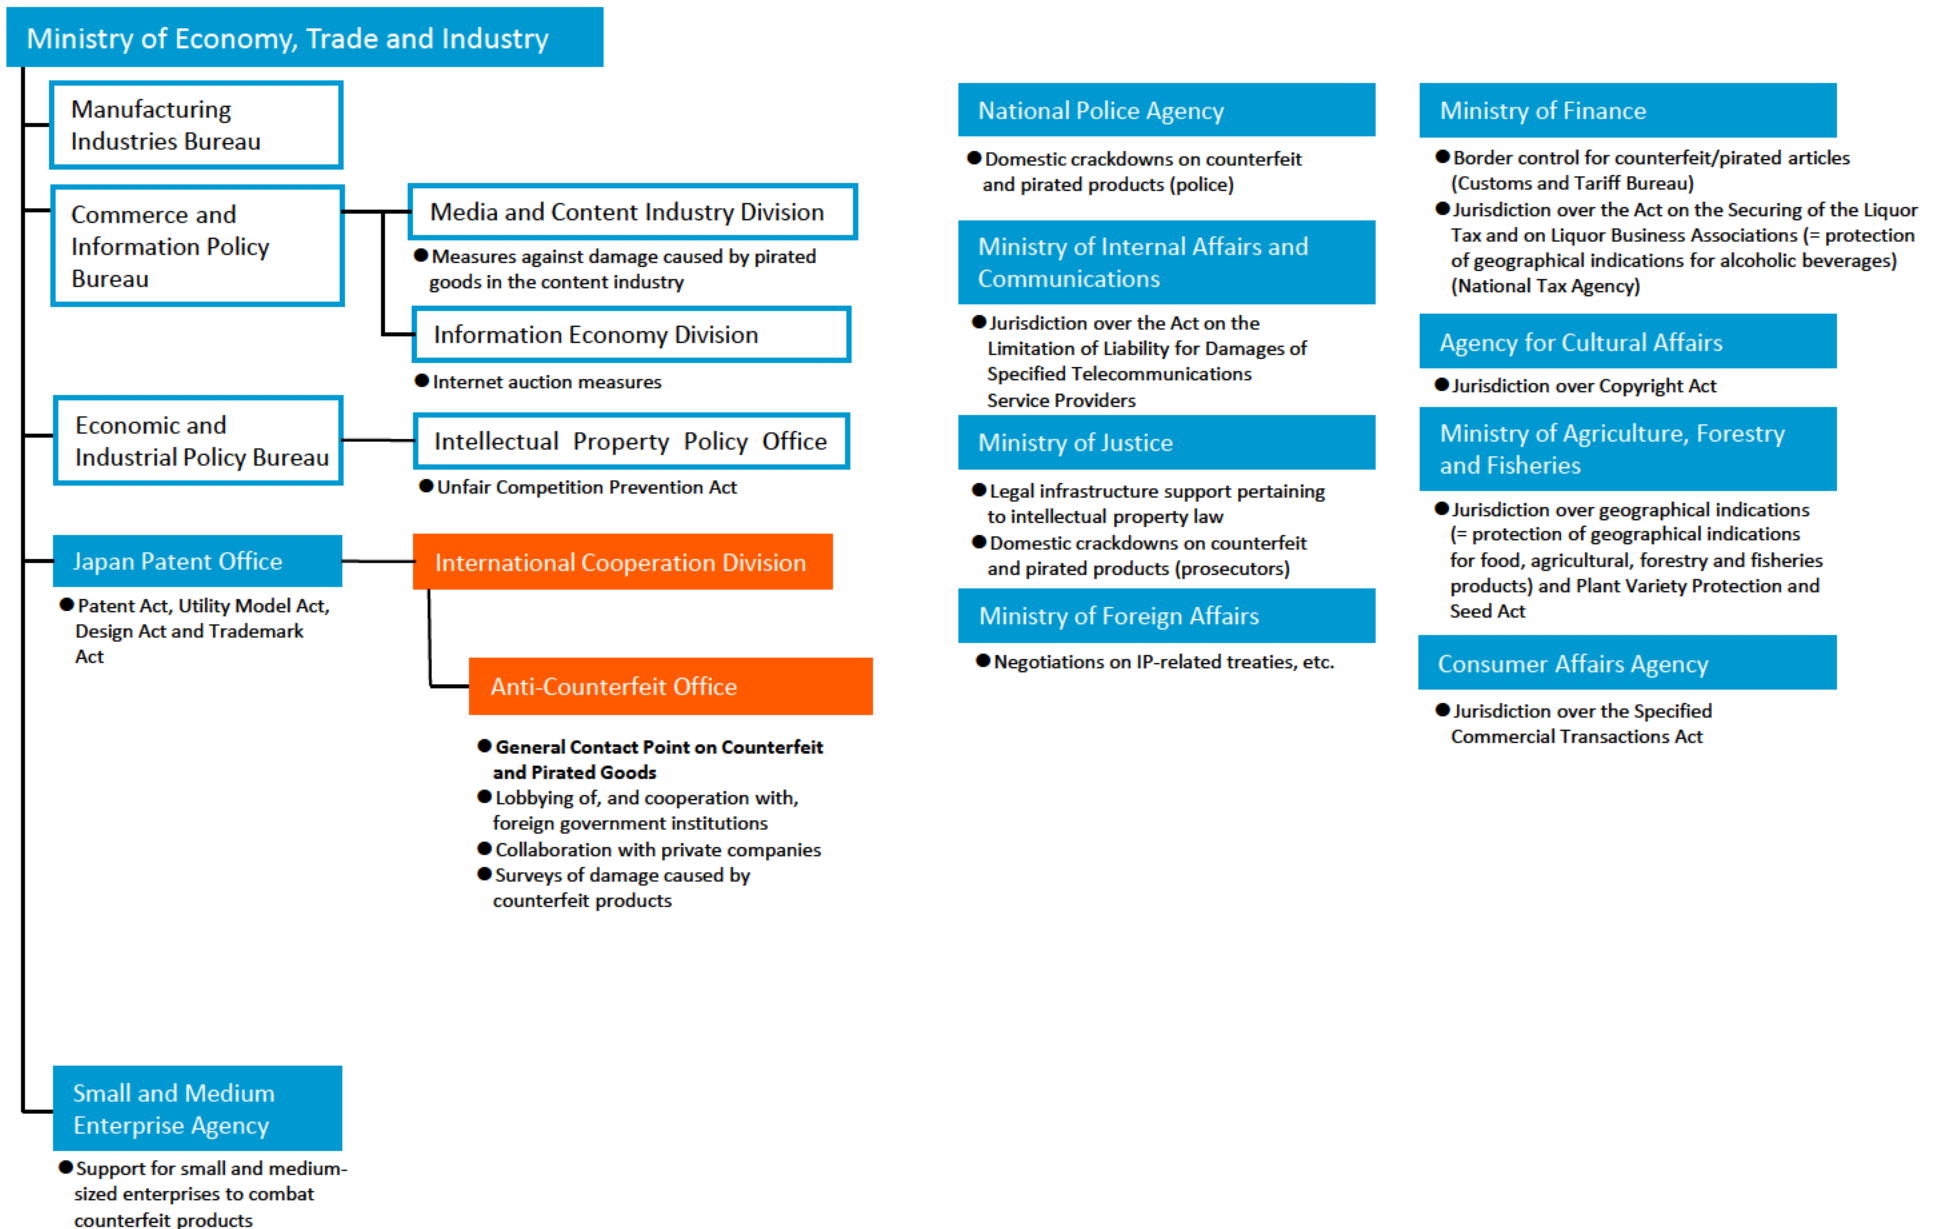 Ministry of Economy, Trade and Industry
Manufacturing
Industries Bureau
Commerce and
Information Policy
Bureau
Media and Content Industry Division
●Measures against damage caused by pirated
goods in the content industry
Information Economy Division
●Internet auction measures
Economic and
Industrial Policy Bureau
Intellectual Property Policy Office
●Unfair Competition Prevention Act
Japan Patent Office
●Patent Act, Utility Model Act,
Design Act and Trademark
Act
International Cooperation Division
Anti-Counterfeit Office
●General Contact Point on Counterfeit
and Pirated Goods
●Lobbying of, and cooperation with,
foreign government institutions
●Collaboration with private companies
●Surveys of damage caused by
counterfeit products
Small and Medium
Enterprise Agency
●Support for small and medium-
sized enterprises to combat
counterfeit products
National Police Agency
●Domestic crackdowns on counterfeit
and pirated products (police)
Ministry of Internal Affairs and
Communications
●Jurisdiction over the Act on the
Limitation of Liability for Damages of
Specified Telecommunications
Service Providers
Ministry of Justice
●Legal infrastructure support pertaining
to intellectual property law
●Domestic crackdowns on counterfeit
and pirated products (prosecutors)
Ministry of Foreign Affairs
●Negotiations on IP-related treaties, etc.
Ministry of Finance
●Border control for counterfeit/pirated articles
(Customs and Tariff Bureau)
●Jurisdiction over the Act on the Securing of the Liquor
Tax and on Liquor Business Associations (= protection
of geographical indications for alcoholic beverages)
(National Tax Agency)
Agency for Cultural Affairs
●Jurisdiction over Copyright Act
Ministry of Agriculture, Forestry
and Fisheries
●Jurisdiction over geographical indications
(= protection of geographical indications
for food, agricultural, forestry and fisheries
products) and Plant Variety Protection and
Seed Act
Consumer Affairs Agency
●Jurisdiction over the Specified
Commercial Transactions Act